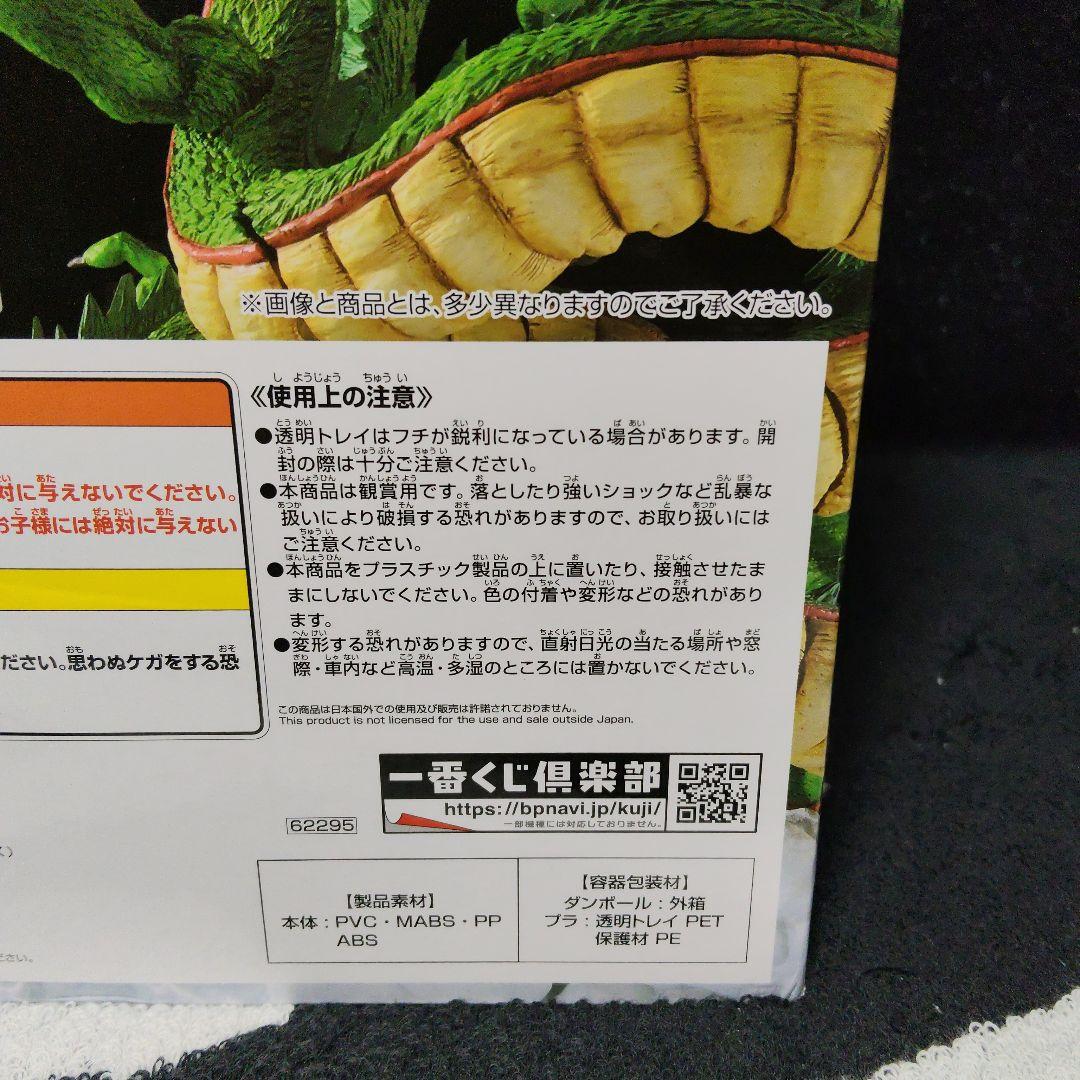 ※画像と商品とは、多少異なりますのでご了承ください。
《使用上の注意》
●透明トレイはフチが鋭利になっている場合があります。開
封の際は十分ご注意ください。
●本商品は観賞用です。落としたり強いショックなど乱暴な
扱いにより破損する恐れがありますので、お取り扱いには
ご注意ください。
●本商品をプラスチック製品の上に置いたり、接触させたま
まにしないでください。色の付着や変形などの恐れがあり
ます。
●変形する恐れがありますので、直射日光の当たる場所や窓
際・車内など高温・多湿のところには置かないでください。
この商品は日本国外での使用及び販売は許諾されておりません。
This product is not licensed for the use and sale outside Japan.
対に与えないでください。
お子様には絶対に与えない
ださい。思わぬケガをする恐
一番くじ倶楽部
https://bpnavi.jp/kuji/
一部機種には対応しておりません。
62295
【製品素材】
本体：PVC・MABS・PP
ABS
【容器包装材】
ダンボール：外箱
プラ：透明トレイ PET
保護材 PE
ださい。